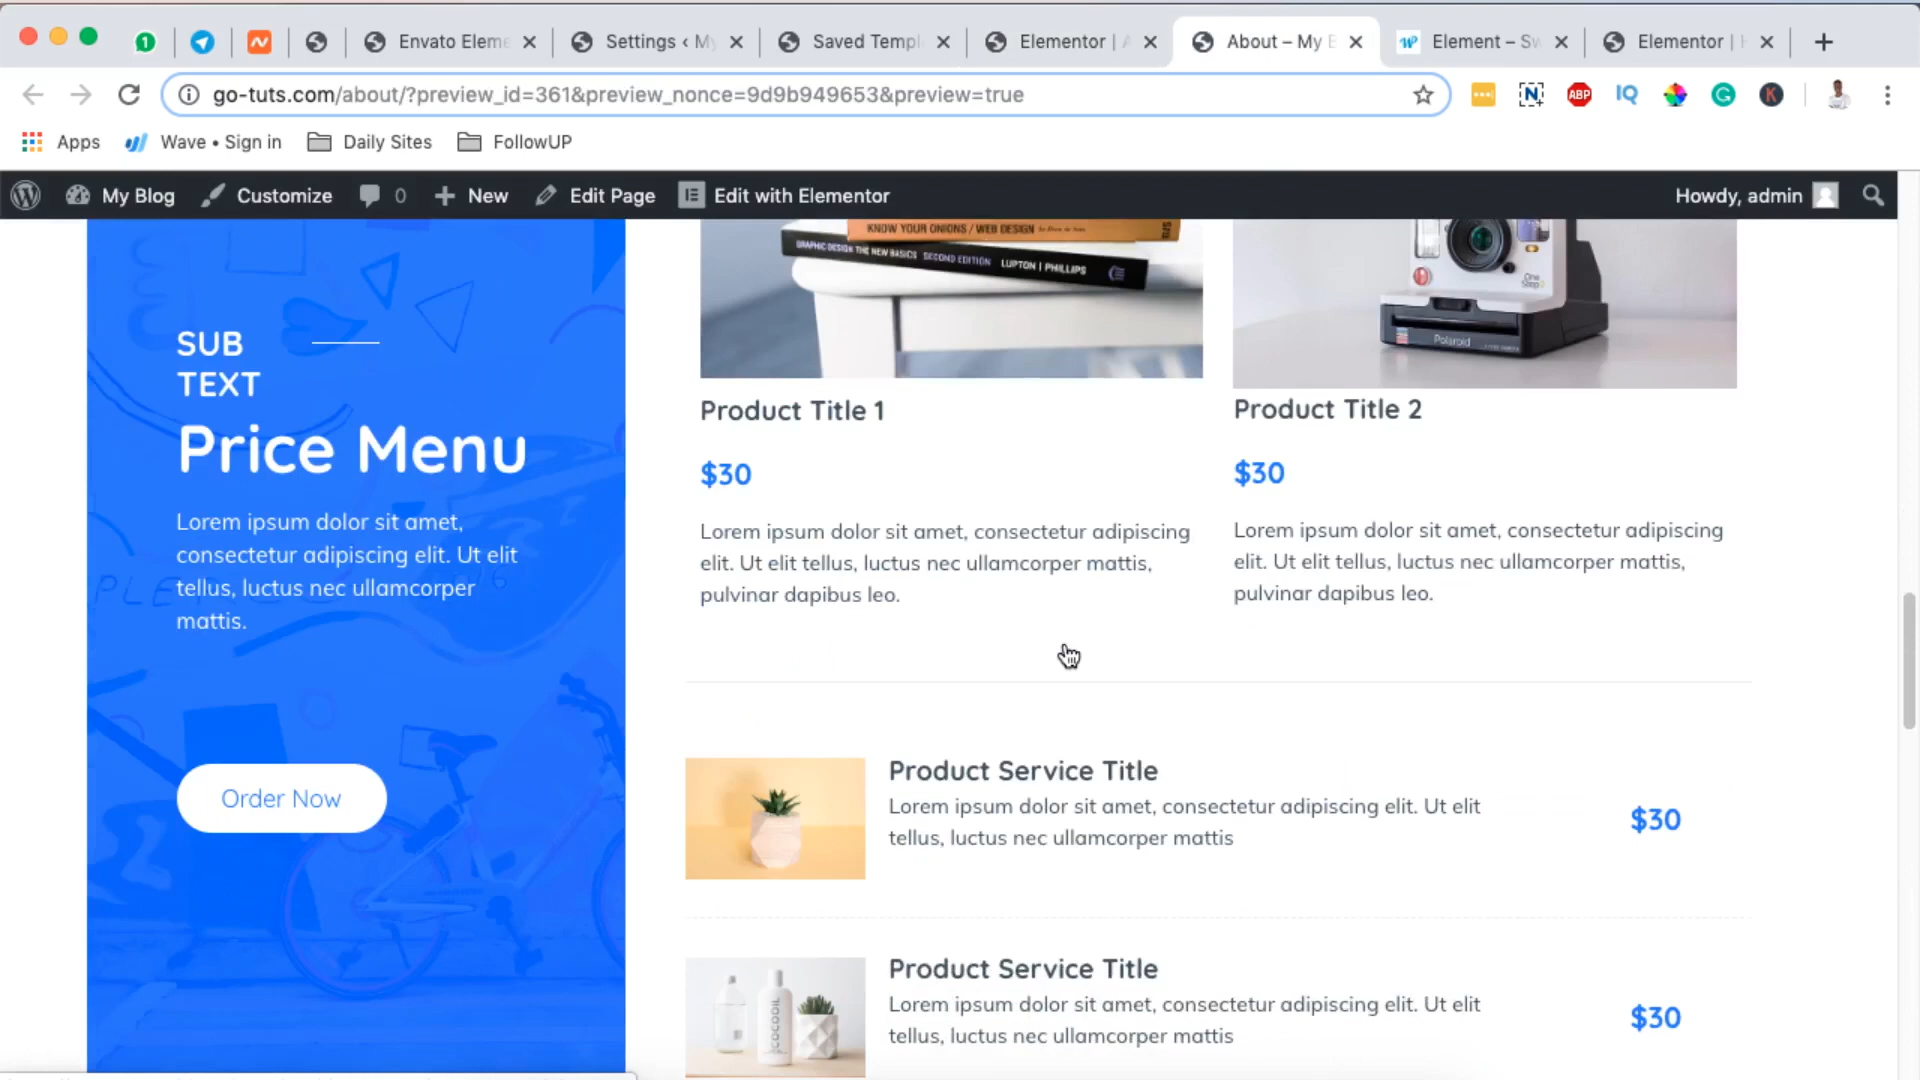 1
Envato Eleme
Settings ‹ My
Saved Templ
Elementor | A
About – My B
Element – Sw
Elementor | H
go-tuts.com/about/?preview_id=361&preview_nonce=9d9b949653&preview=true
ABP
IQ
Apps
Wave • Sign in
Daily Sites
FollowUP
My Blog
Customize
0
New
Edit Page
Edit with Elementor
Howdy, admin
KNOW YOUR ONIONS / WEB DESIGN
GRAPHIC DESIGN THE NEW BASICS SECOND EDITION LUPTON | PHILLIPS
One
Step
Polaroid
SUB
TEXT
Price Menu
Lorem ipsum dolor sit amet,
consectetur adipiscing elit. Ut elit
tellus, luctus nec ullamcorper
mattis.
Order Now
Product Title 1
$30
Lorem ipsum dolor sit amet, consectetur adipiscing
elit. Ut elit tellus, luctus nec ullamcorper mattis,
pulvinar dapibus leo.
Product Title 2
$30
Lorem ipsum dolor sit amet, consectetur adipiscing
elit. Ut elit tellus, luctus nec ullamcorper mattis,
pulvinar dapibus leo.
Product Service Title
Lorem ipsum dolor sit amet, consectetur adipiscing elit. Ut elit
tellus, luctus nec ullamcorper mattis
$30
Product Service Title
Lorem ipsum dolor sit amet, consectetur adipiscing elit. Ut elit
tellus, luctus nec ullamcorper mattis
$30